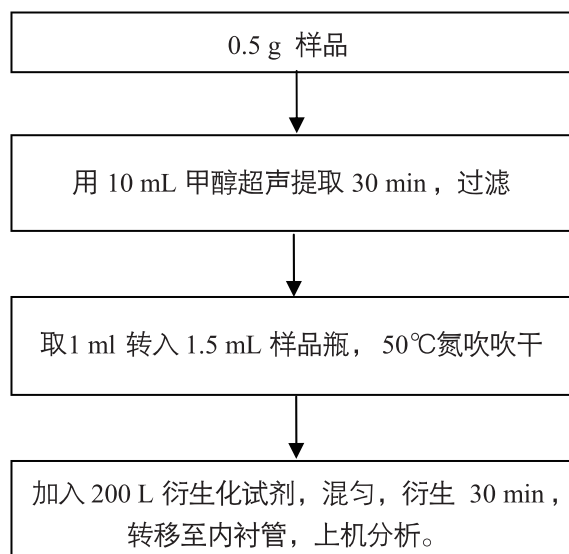 0.5 g 样品
用 10 mL 甲醇超声提取 30 min，过滤
取1 ml 转入 1.5 mL 样品瓶， 50℃氮吹吹干
加入 200 L 衍生化试剂，混匀，衍生 30 min，
转移至内衬管，上机分析。